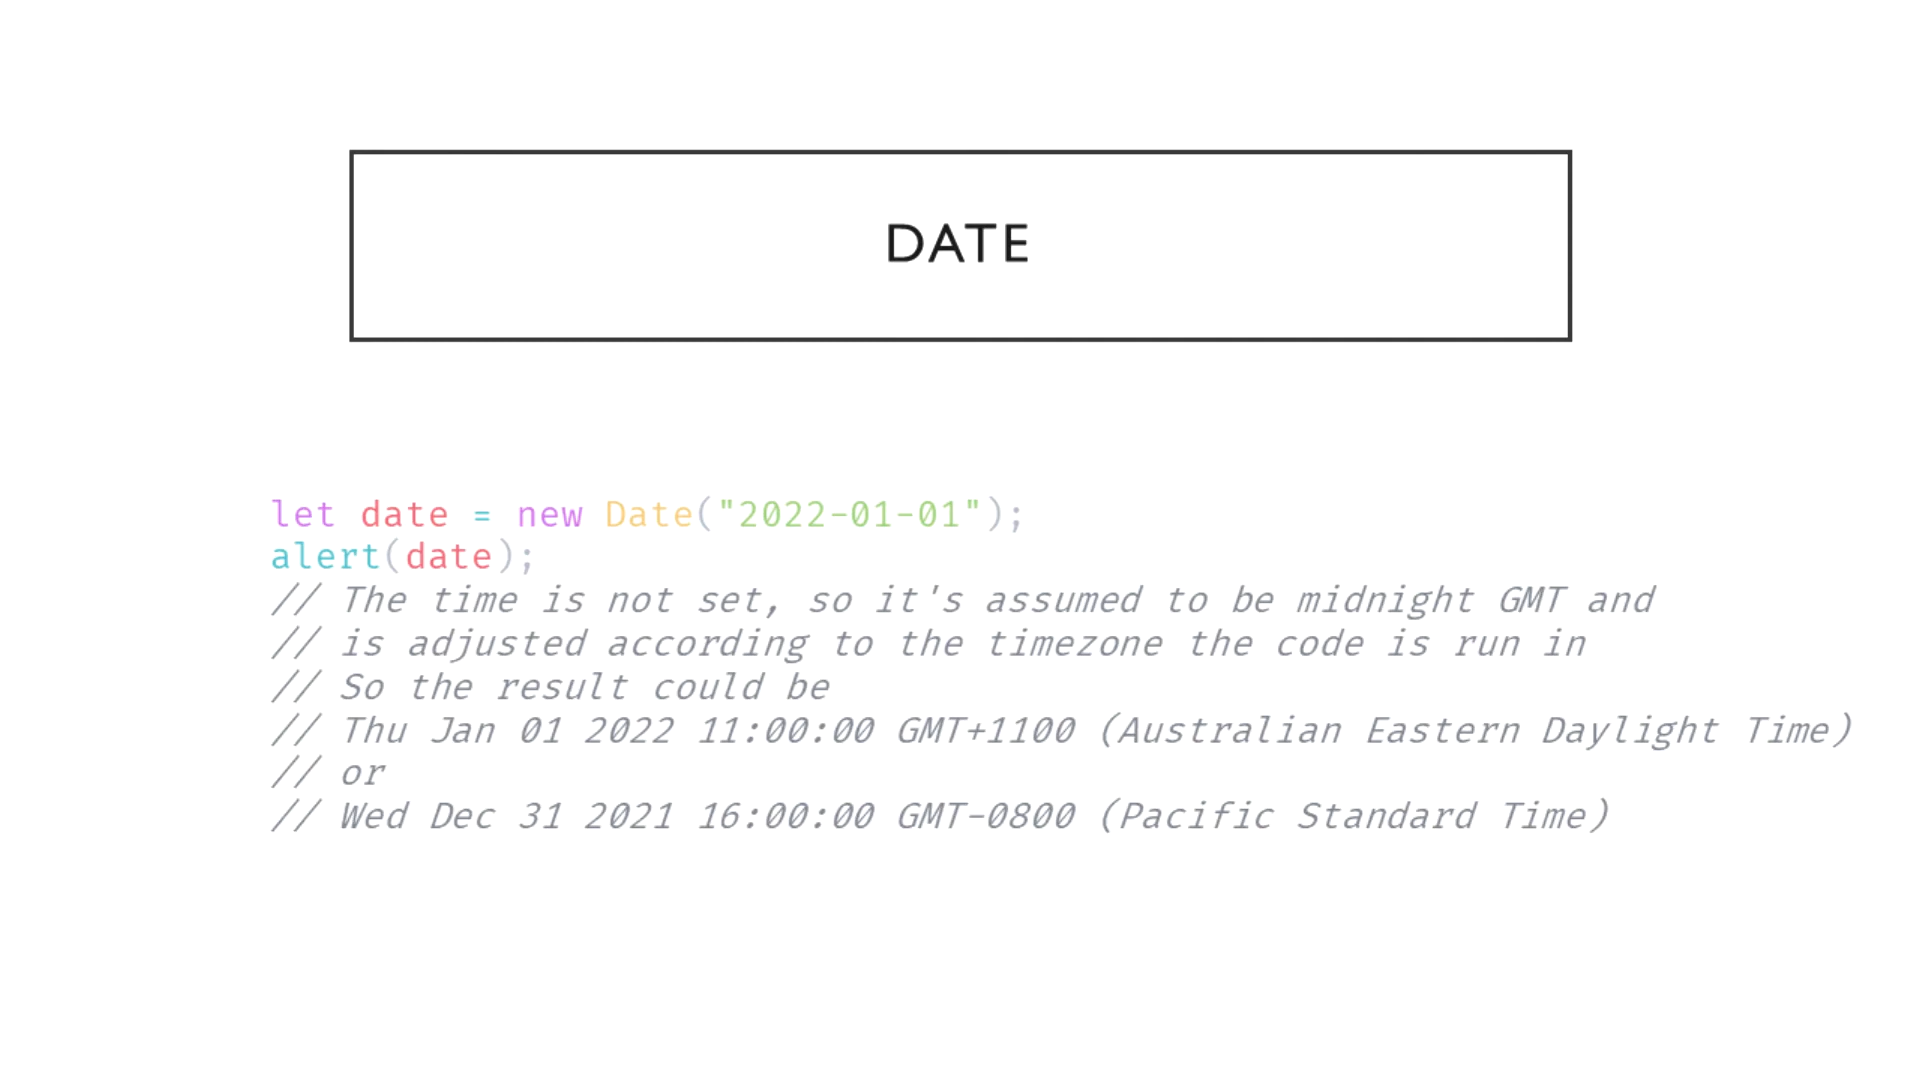 DATE
let date = new Date("2022-01-01");
alert(date);
// The time is not set, so it's assumed to be midnight GMT and
// is adjusted according to the timezone the code is run in
// So the result could be
// Thu Jan 01 2022 11:00:00 GMT+1100 (Australian Eastern Daylight Time)
// or
// Wed Dec 31 2021 16:00:00 GMT-0800 (Pacific Standard Time)